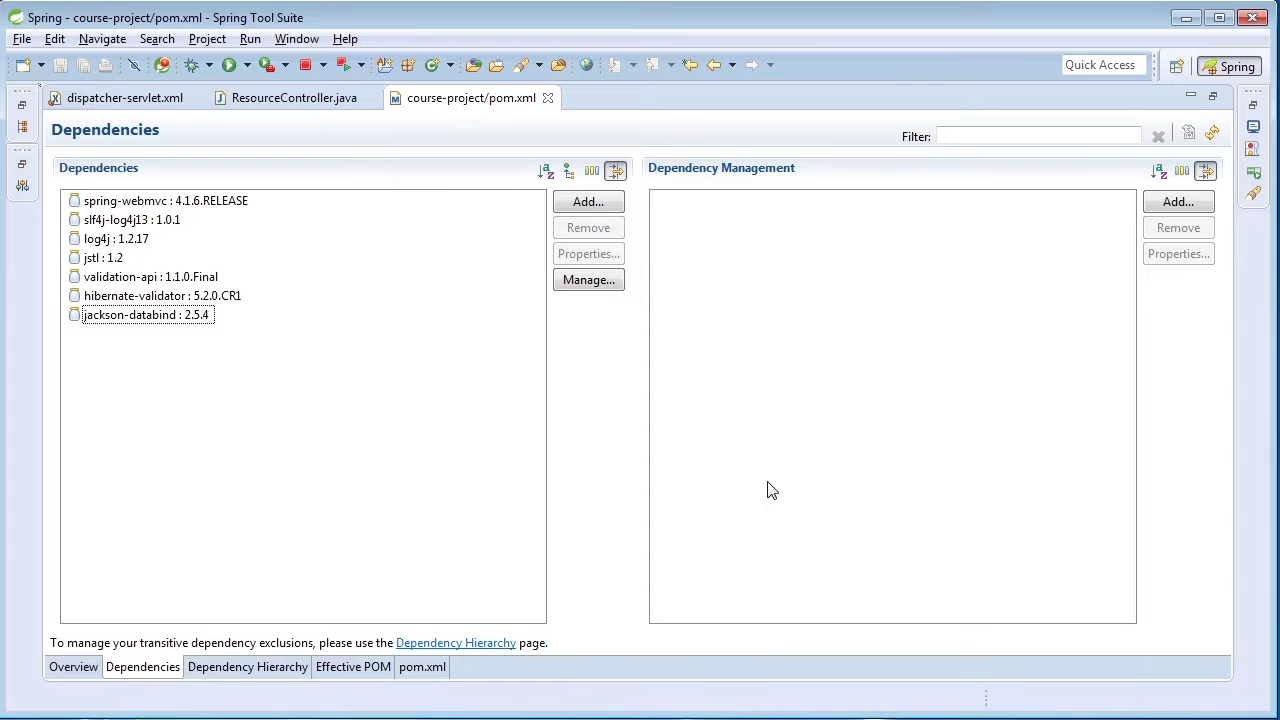 Spring - course-project/pom.xml - Spring Tool Suite
File Edit Navigate Search Project Run Window Help
Quick Access
Spring
dispatcher-servlet.xml
ResourceController.java
course-project/pom.xml
Dependencies
Filter:
Dependencies
spring-webmvc : 4.1.6.RELEASE
slf4j-log4j13 : 1.0.1
log4j : 1.2.17
jstl : 1.2
validation-api : 1.1.0.Final
hibernate-validator : 5.2.0.CR1
jackson-databind : 2.5.4
Add...
Remove
Properties...
Manage...
Dependency Management
Add...
Remove
Properties...
To manage your transitive dependency exclusions, please use the Dependency Hierarchy page.
Overview Dependencies Dependency Hierarchy Effective POM pom.xml